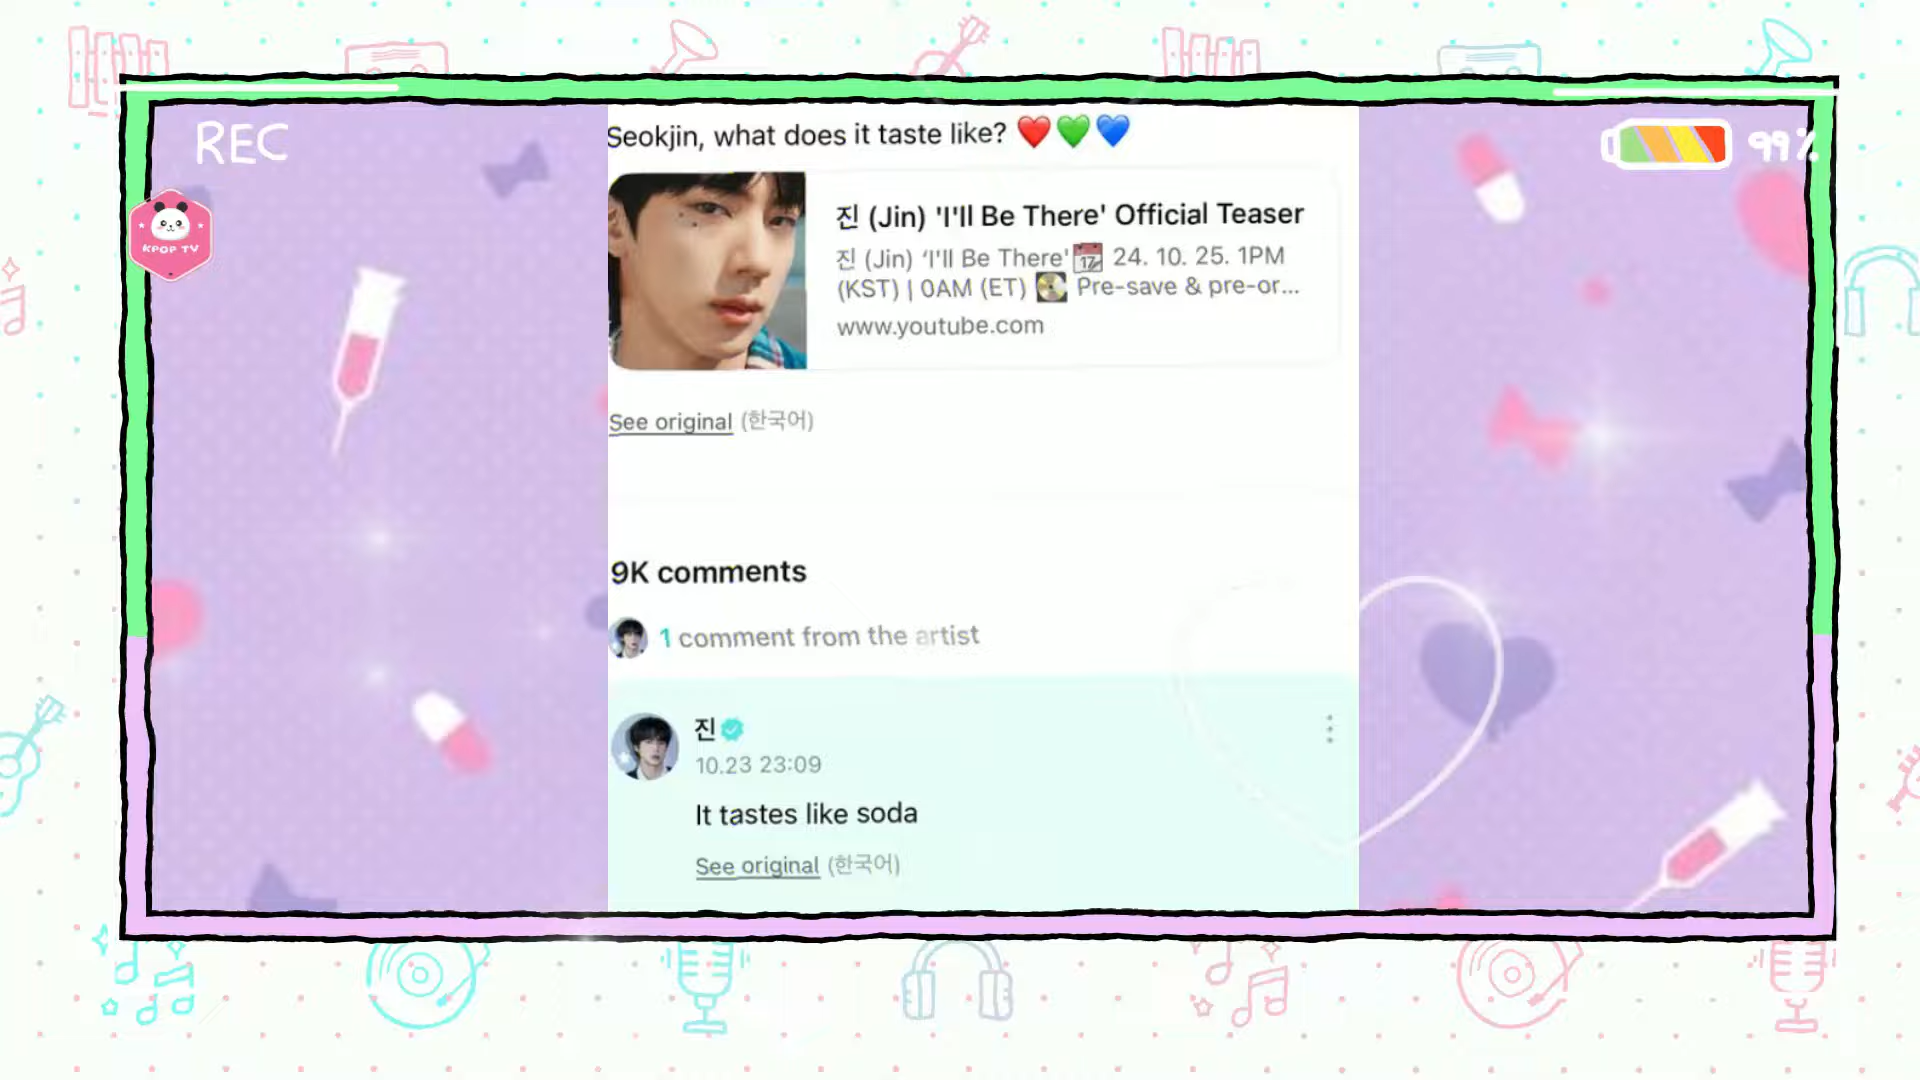 REC
99%
KPOP TV
Seokjin, what does it taste like? ❤️💚💙
진 (Jin) 'I'll Be There' Official Teaser
진 (Jin) ‘I'll Be There'📅 24. 10. 25. 1PM
(KST) | 0AM (ET) 💽 Pre-save & pre-or...
www.youtube.com
See original (한국어)
9K comments
1 comment from the artist
진
10.23 23:09
It tastes like soda
See original (한국어)